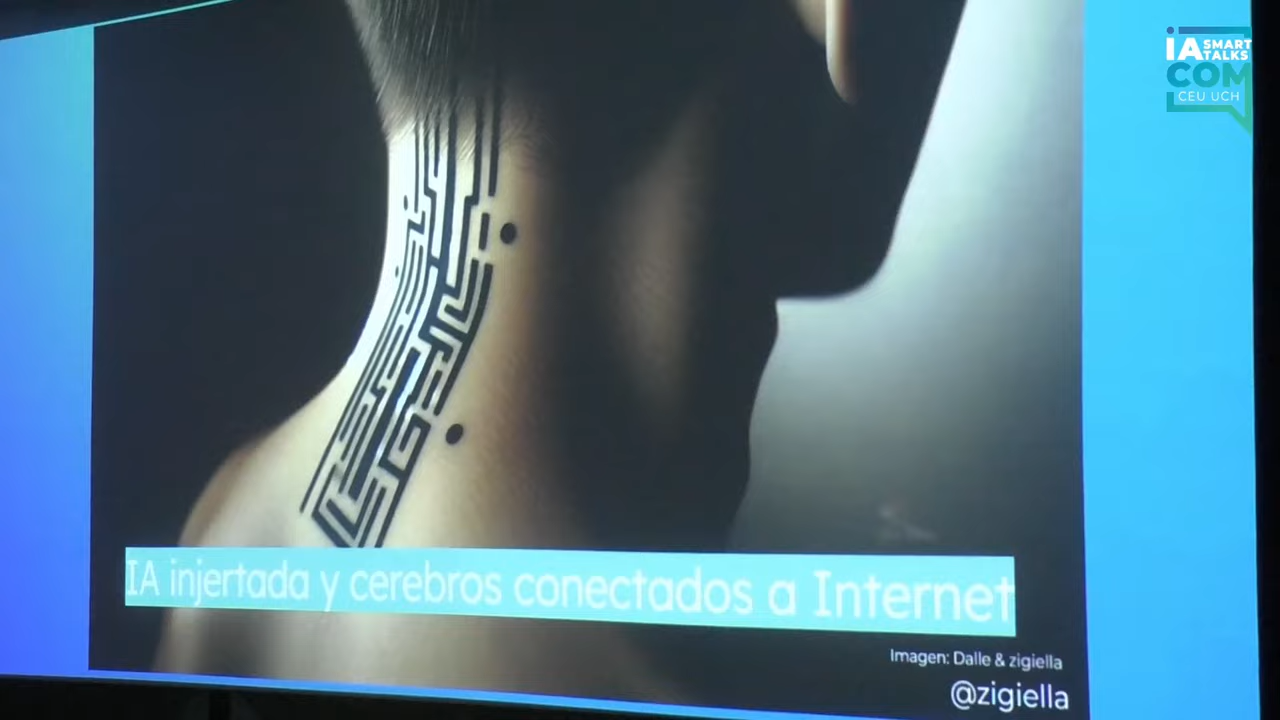 IA SMART
TALKS
COM
CEU UCH
IA injertada y cerebros conectados a Internet
Imagen: Dalle & zigiella
@zigiella